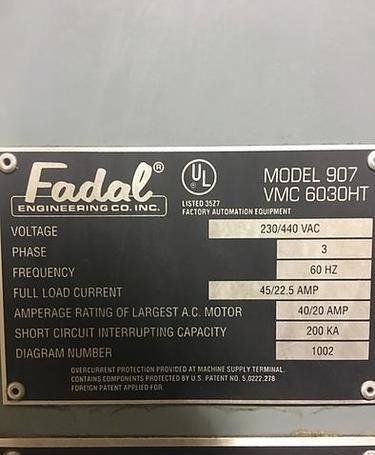 Fadal®
ENGINEERING CO. INC.
UL
®
LISTED 35Z7
FACTORY AUTOMATION EQUIPMENT
MODEL 907
VMC 6030HT
VOLTAGE 230/440 VAC
PHASE 3
FREQUENCY 60 HZ
FULL LOAD CURRENT 45/22.5 AMP
AMPERAGE RATING OF LARGEST A.C. MOTOR 40/20 AMP
SHORT CIRCUIT INTERRUPTING CAPACITY 200 KA
DIAGRAM NUMBER 1002
OVERCURRENT PROTECTION PROVIDED AT MACHINE SUPPLY TERMINAL.
CONTAINS COMPONENTS PROTECTED BY U.S. PATENT NO. 5,0222,278
FOREIGN PATENT APPLIED FOR.